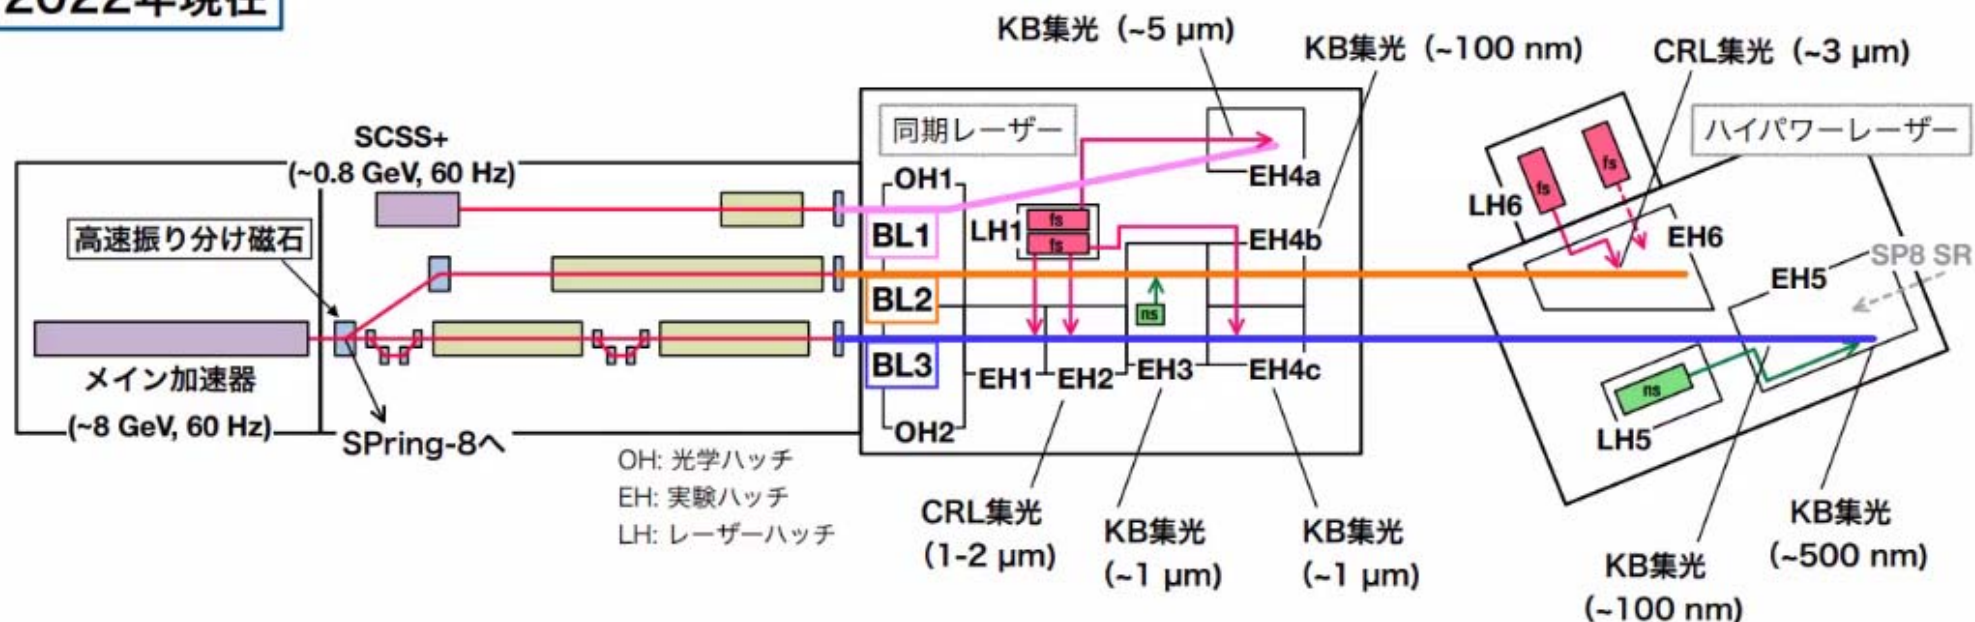 2022年現在
KB集光（~5 µm)
KB集光（~100 nm)
CRL集光（~3 µm)
SCSS+
(~0.8 GeV, 60 Hz)
同期レーザー
ハイパワーレーザー
高速振り分け磁石
OH1
EH4a
fs
fs
LH6
BL1
LH1
fs
fs
EH4b
EH6
SP8 SR
EH5
BL2
ns
メイン加速器
(~8 GeV, 60 Hz)
BL3
EH1
EH2
EH3
EH4c
ns
LH5
SPring-8へ
OH2
OH: 光学ハッチ
EH: 実験ハッチ
LH: レーザーハッチ
CRL集光
(1-2 µm)
KB集光
(~1 µm)
KB集光
(~1 µm)
KB集光
(~100 nm)
KB集光
(~500 nm)